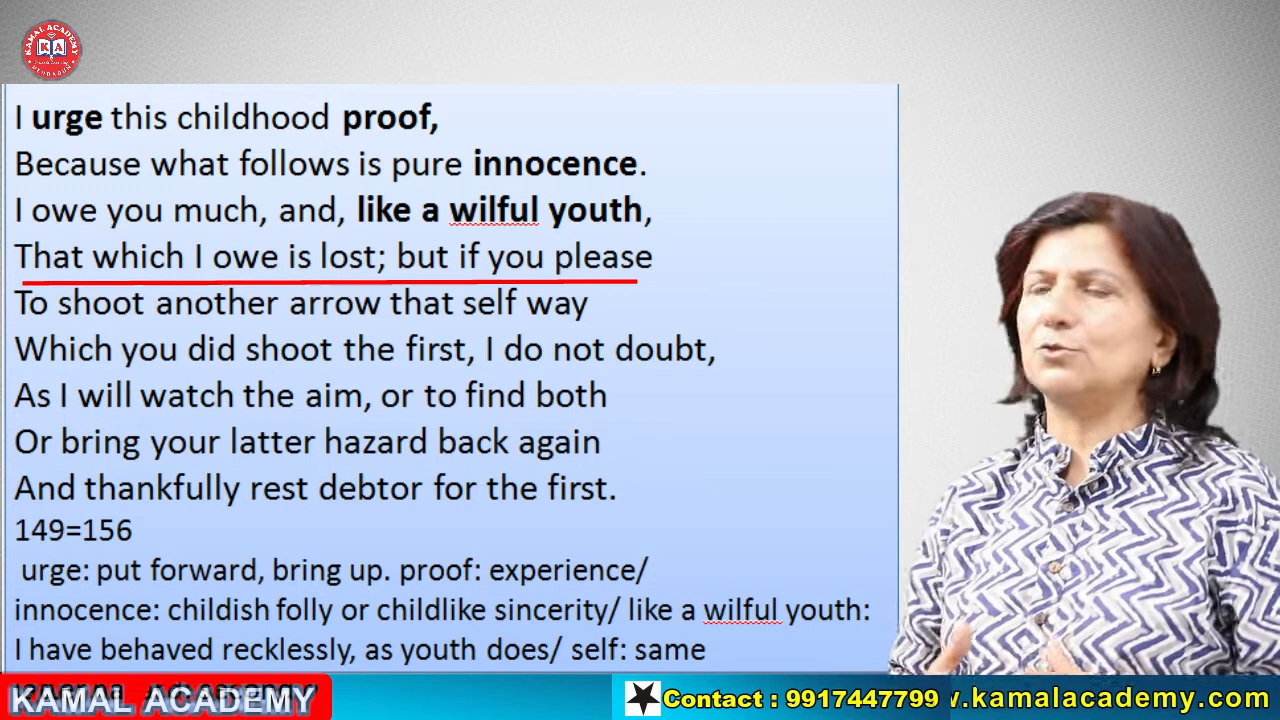 KAMAL ACADEMY
K A
DEHRADUN
I urge this childhood proof,
Because what follows is pure innocence.
I owe you much, and, like a wilful youth,
That which I owe is lost; but if you please
To shoot another arrow that self way
Which you did shoot the first, I do not doubt,
As I will watch the aim, or to find both
Or bring your latter hazard back again
And thankfully rest debtor for the first.
149=156
urge: put forward, bring up. proof: experience/
innocence: childish folly or childlike sincerity/ like a wilful youth:
I have behaved recklessly, as youth does/ self: same
KAMAL ACADEMY
Contact : 9917447799
w.kamalacademy.com